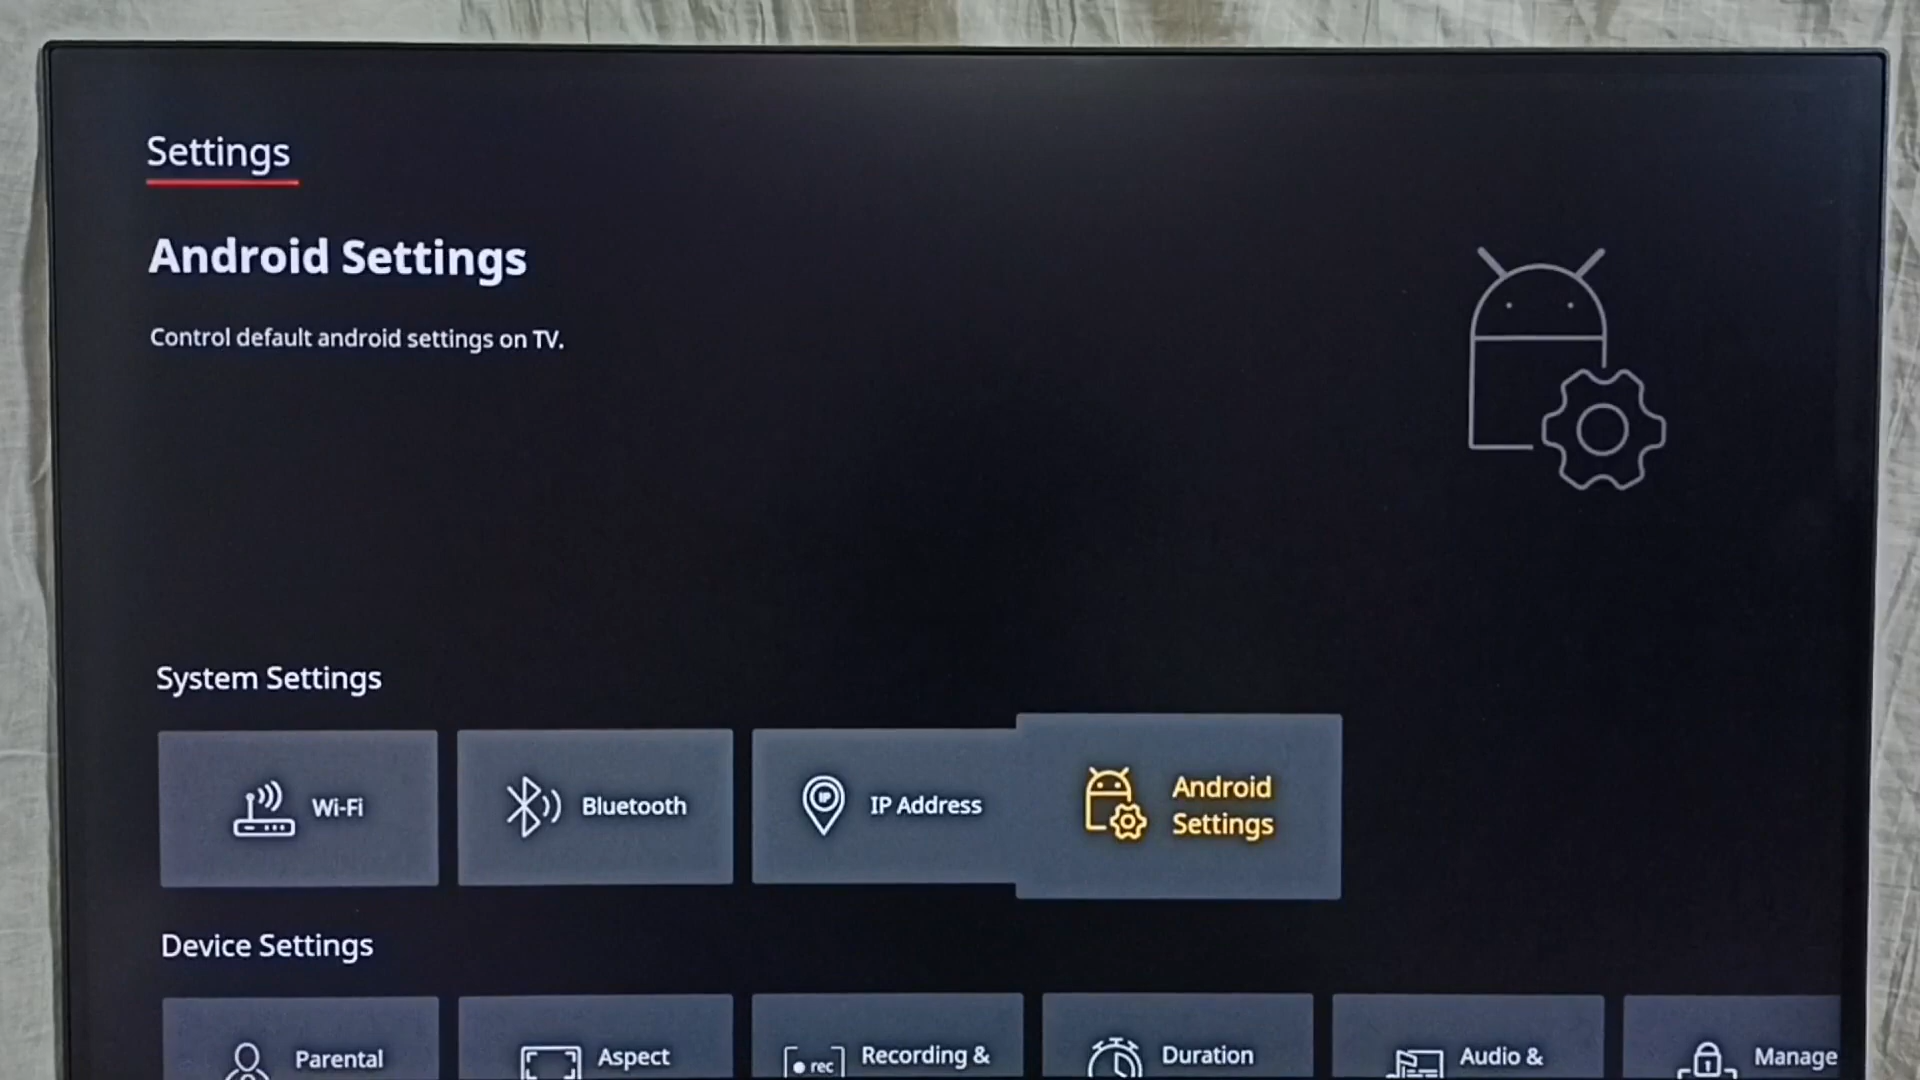 Settings
Android Settings
Control default android settings on TV.
System Settings
Wi-Fi
Bluetooth
IP
IP Address
Android
Settings
Device Settings
Parental
Aspect
rec
Recording &
Duration
Audio &
Manage